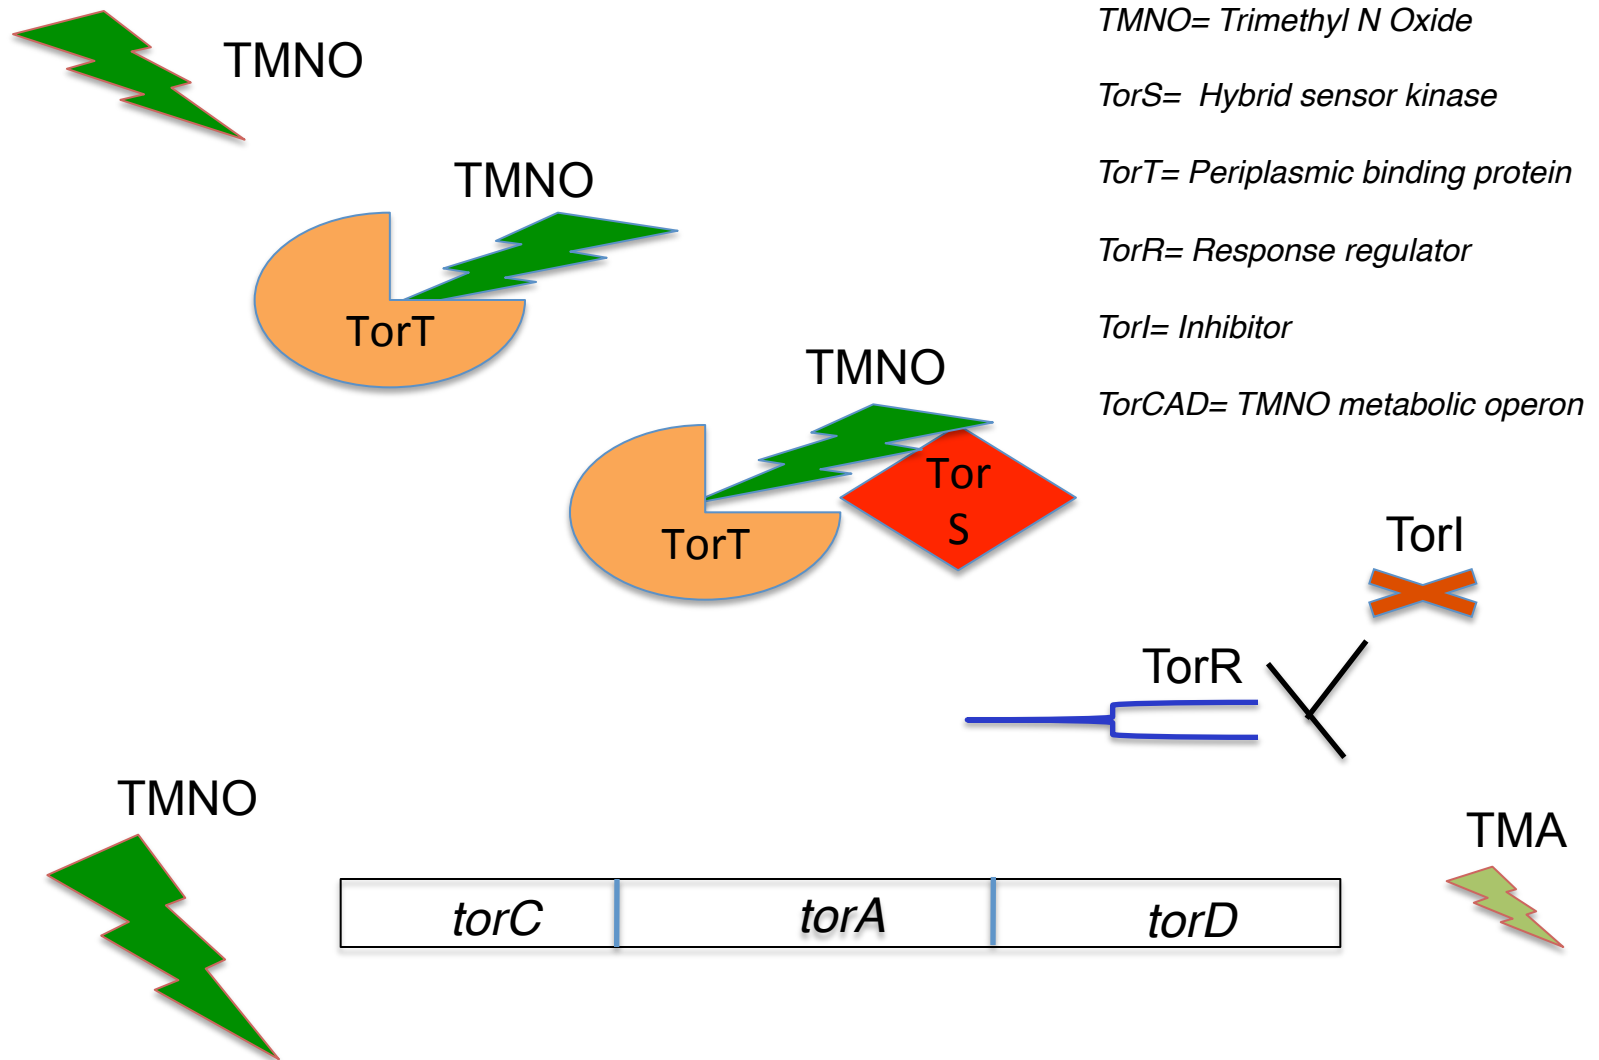 TMNO= Trimethyl N Oxide
TMNO
TorS=  Hybrid sensor kinase
TMNO
TorT= Periplasmic binding protein
TorR= Response regulator
TorT
TorI= Inhibitor
TMNO
TorCAD= TMNO metabolic operon
Tor
S
TorT
TorI
TorR
TMNO
TMA
torC
torA
torD